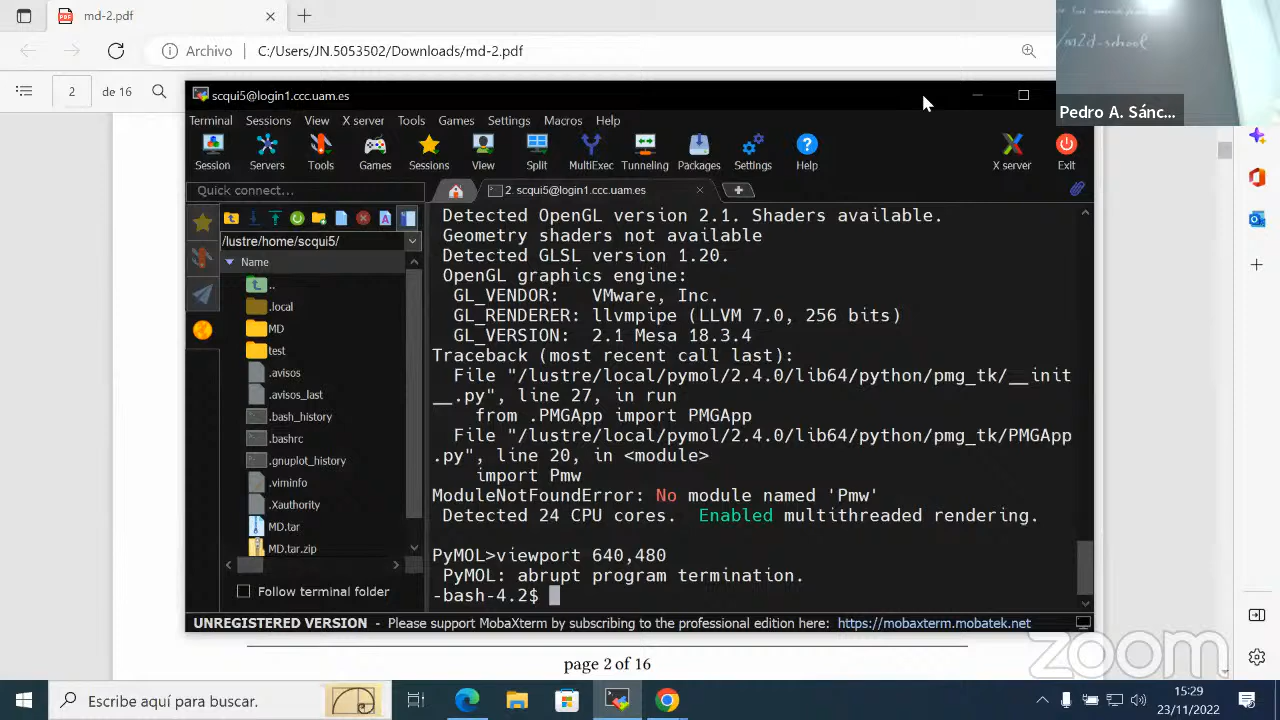 md-2.pdf
Archivo
C:/Users/JN.5053502/Downloads/md-2.pdf
2
de 16
/m2d-school
Pedro A. Sánc...
scqui5@login1.ccc.uam.es
Terminal Sessions View X server Tools Games Settings Macros Help
Session Servers Tools Games Sessions View Split MultiExec Tunneling Packages Settings Help X server Exit
Quick connect...
2. scqui5@login1.ccc.uam.es
/lustre/home/scqui5/
Name
..
.local
MD
test
.avisos
.avisos_last
.bash_history
.bashrc
.gnuplot_history
.viminfo
.Xauthority
MD.tar
MD.tar.zip
Follow terminal folder
Detected OpenGL version 2.1. Shaders available.
Geometry shaders not available
Detected GLSL version 1.20.
OpenGL graphics engine:
GL_VENDOR: VMware, Inc.
GL_RENDERER: llvmpipe (LLVM 7.0, 256 bits)
GL_VERSION: 2.1 Mesa 18.3.4
Traceback (most recent call last):
File "/lustre/local/pymol/2.4.0/lib64/python/pmg_tk/__init
__.py", line 27, in run
from .PMGApp import PMGApp
File "/lustre/local/pymol/2.4.0/lib64/python/pmg_tk/PMGApp
.py", line 20, in <module>
import Pmw
ModuleNotFoundError: No module named 'Pmw'
Detected 24 CPU cores. Enabled multithreaded rendering.
PyMOL>viewport 640,480
PyMOL: abrupt program termination.
-bash-4.2$
UNREGISTERED VERSION - Please support MobaXterm by subscribing to the professional edition here: https://mobaxterm.mobatek.net
page 2 of 16
zoom
Escribe aquí para buscar.
15:29
23/11/2022